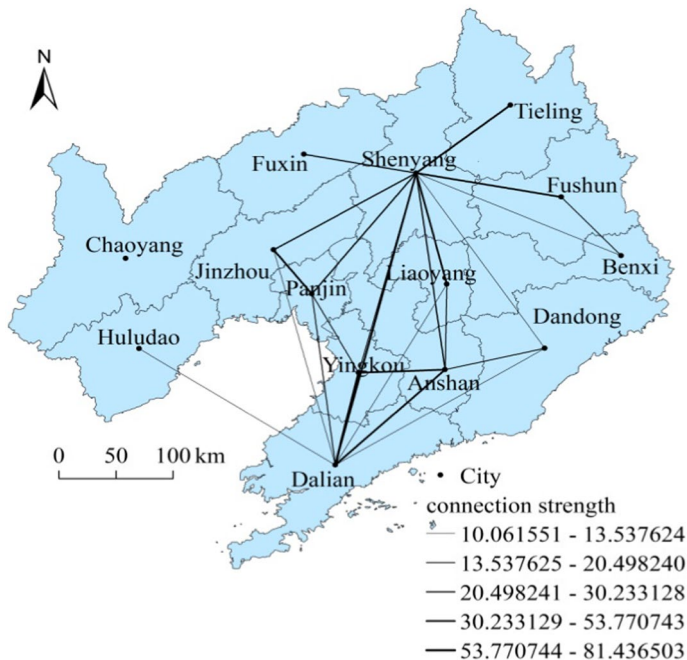 N
Tieling
Shenyang
Fuxin
Fushun
Chaoyang
Jinzhou
Liaoyang
Benxi
Panjin
Dandong
Huludao
Yingkou
Anshan
0 50 100 km
Dalian
City
connection strength
10.061551 - 13.537624
13.537625 - 20.498240
20.498241 - 30.233128
30.233129 - 53.770743
53.770744 - 81.436503